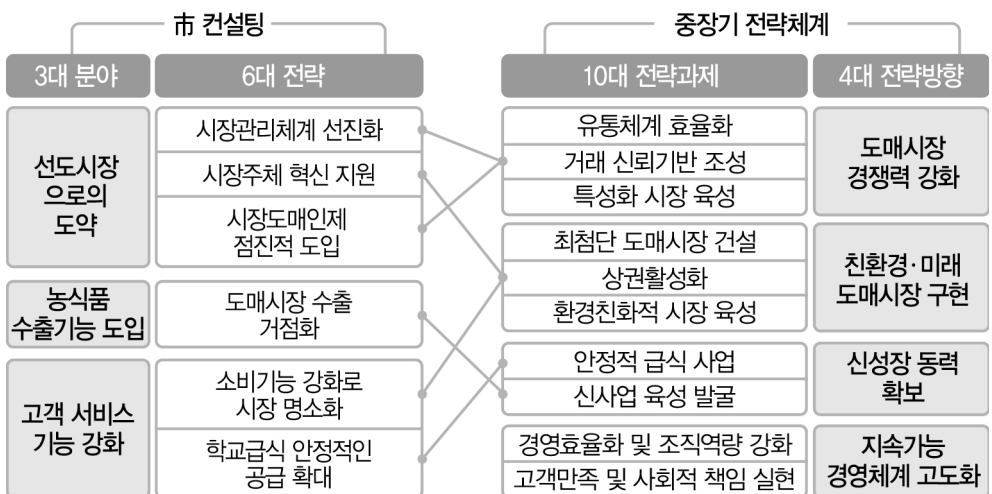 市 컨설팅
중장기 전략체계
3대 분야
6대 전략
10대 전략과제
4대 전략방향
선도시장
으로의
도약
시장관리체계 선진화
시장주체 혁신 지원
시장도매인제
점진적 도입
농식품
수출기능 도입
도매시장 수출
거점화
고객 서비스
기능 강화
소비기능 강화로
시장 명소화
학교급식 안정적인
공급 확대
유통체계 효율화
거래 신뢰기반 조성
특성화 시장 육성
도매시장
경쟁력 강화
최첨단 도매시장 건설
상권활성화
환경친화적 시장 육성
친환경·미래
도매시장 구현
안정적 급식 사업
신사업 육성 발굴
신성장 동력
확보
경영효율화 및 조직역량 강화
고객만족 및 사회적 책임 실현
지속가능
경영체계 고도화